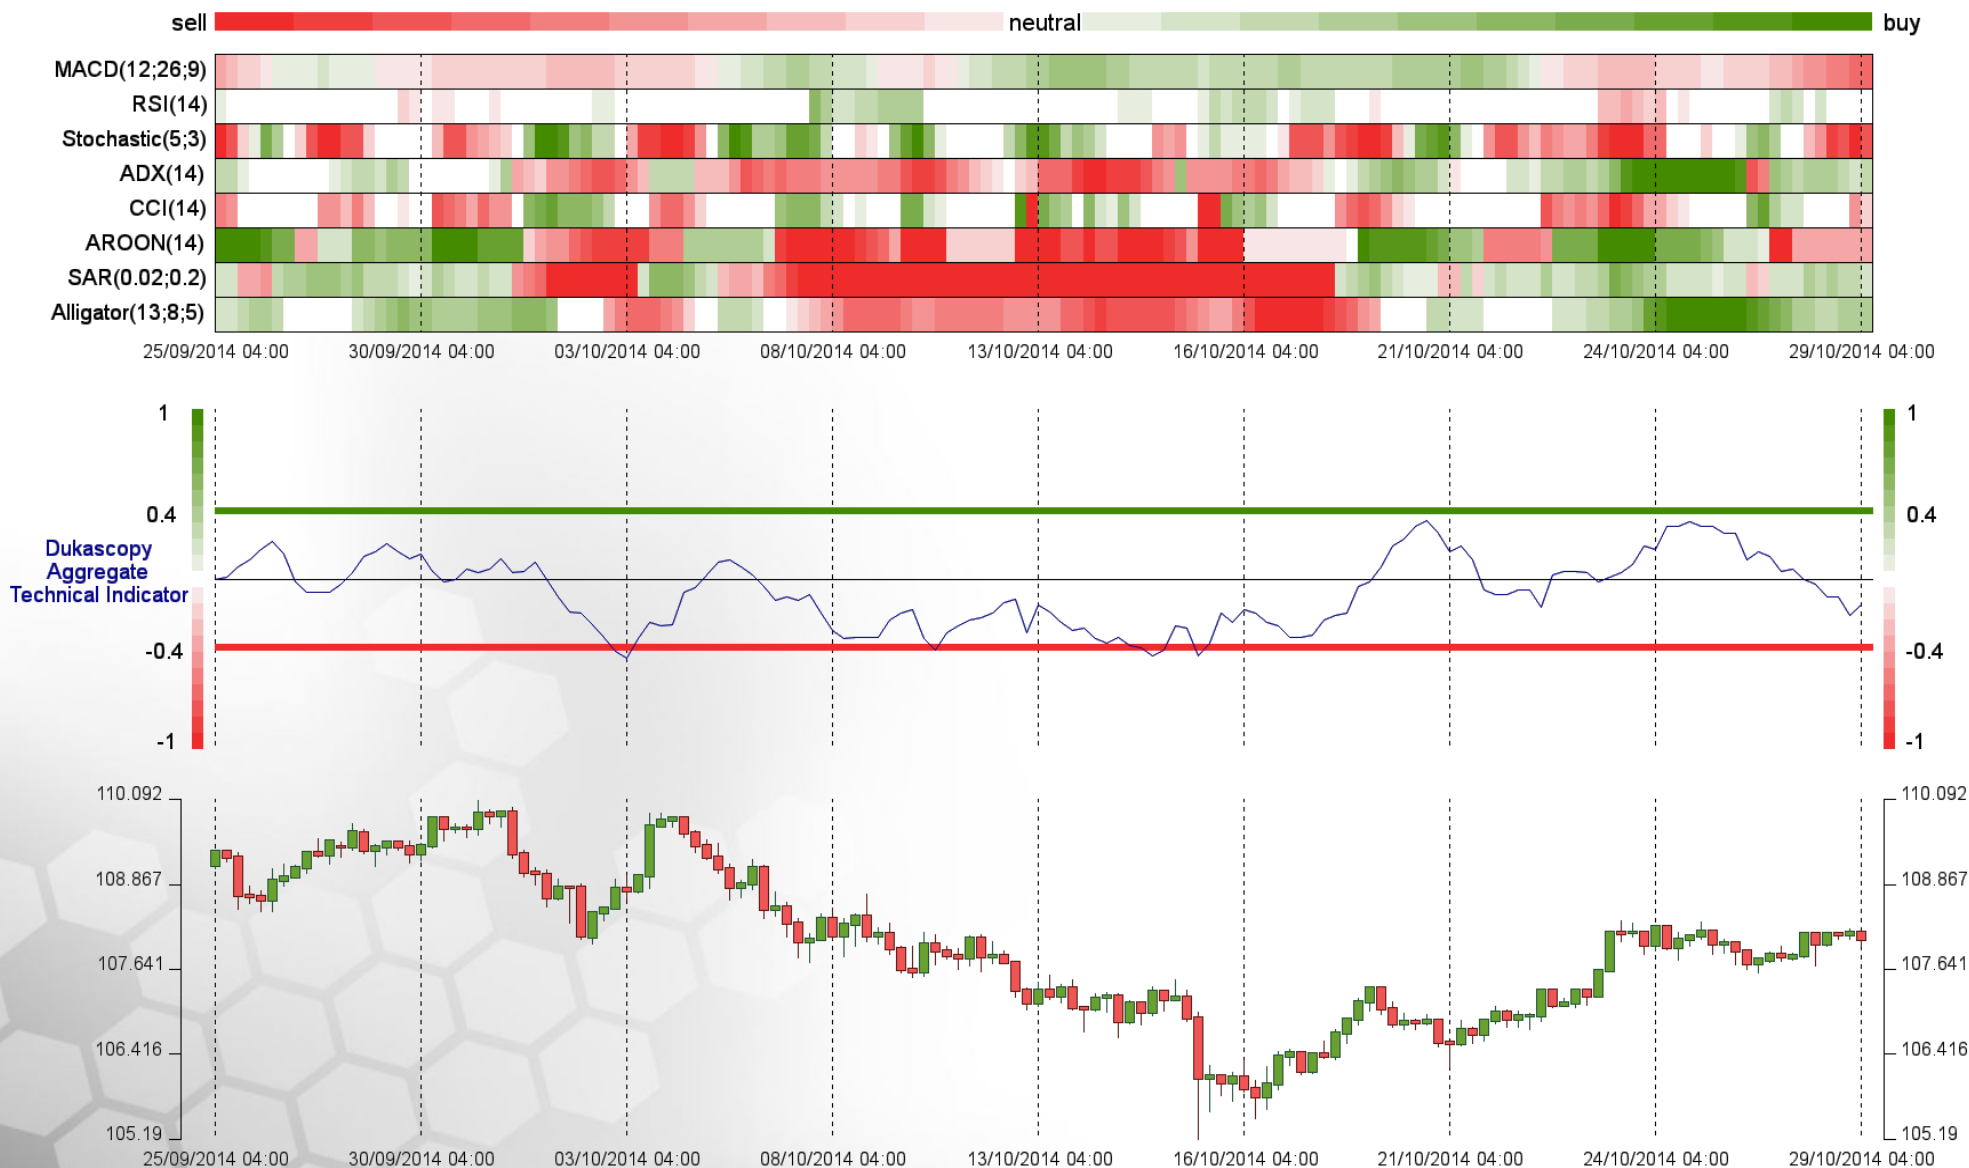 sell neutral buy
MACD(12;26;9)
RSI(14)
Stochastic(5;3)
ADX(14)
CCI(14)
AROON(14)
SAR(0.02;0.2)
Alligator(13;8;5)
25/09/2014 04:00 30/09/2014 04:00 03/10/2014 04:00 08/10/2014 04:00 13/10/2014 04:00 16/10/2014 04:00 21/10/2014 04:00 24/10/2014 04:00 29/10/2014 04:00
1 1
0.4 0.4
Dukascopy
Aggregate
Technical Indicator
-0.4 -0.4
-1 -1
110.092 110.092
108.867 108.867
107.641 107.641
106.416 106.416
105.19 105.19
25/09/2014 04:00 30/09/2014 04:00 03/10/2014 04:00 08/10/2014 04:00 13/10/2014 04:00 16/10/2014 04:00 21/10/2014 04:00 24/10/2014 04:00 29/10/2014 04:00